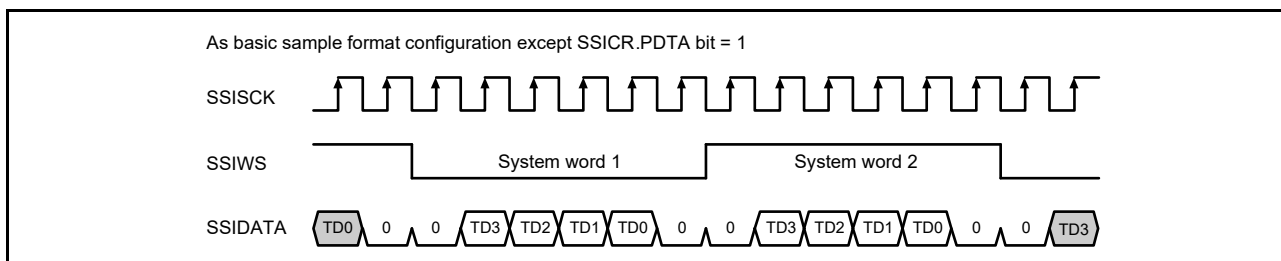 As basic sample format configuration except SSICR.PDTA bit = 1
SSISCK
SSIWS System word 1 System word 2
SSIDATA TD0 0 0 TD3 TD2 TD1 TD0 0 0 TD3 TD2 TD1 TD0 0 0 TD3